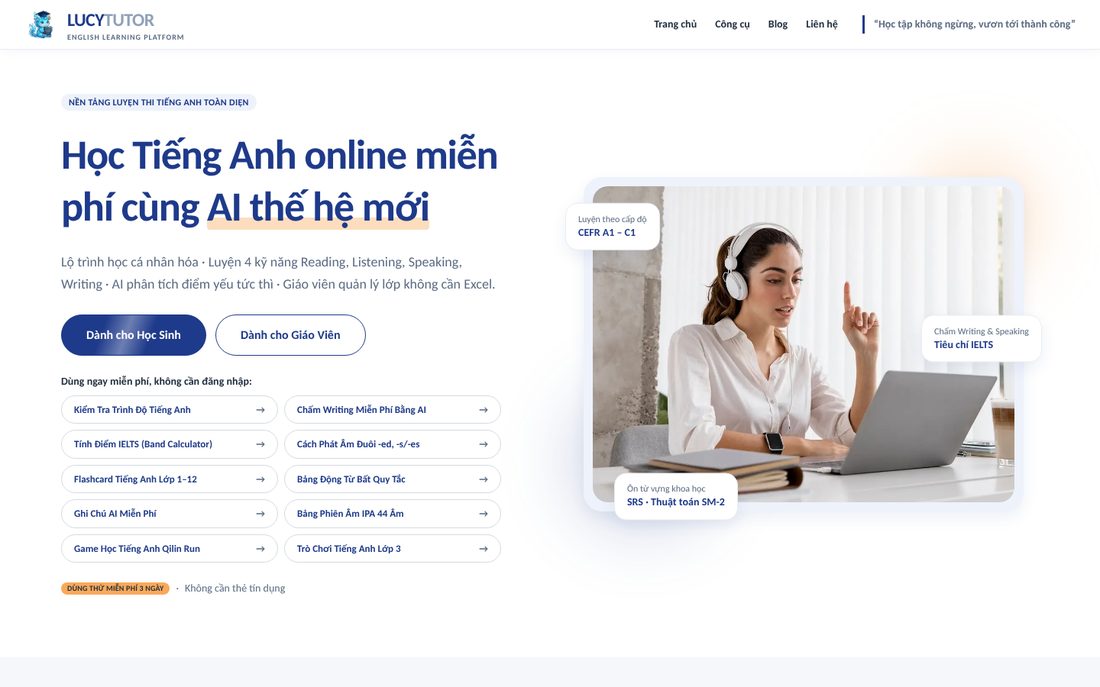 LUCYTUTOR
ENGLISH LEARNING PLATFORM
Trang chủ
Công cụ
Blog
Liên hệ
“Học tập không ngừng, vươn tới thành công”
NỀN TẢNG LUYỆN THI TIẾNG ANH TOÀN DIỆN
Học Tiếng Anh online miễn
phí cùng AI thế hệ mới
Lộ trình học cá nhân hóa · Luyện 4 kỹ năng Reading, Listening, Speaking,
Writing · AI phân tích điểm yếu tức thì · Giáo viên quản lý lớp không cần Excel.
Dành cho Học Sinh
Dành cho Giáo Viên
Dùng ngay miễn phí, không cần đăng nhập:
Kiểm Tra Trình Độ Tiếng Anh →
Chấm Writing Miễn Phí Bằng AI →
Tính Điểm IELTS (Band Calculator) →
Cách Phát Âm Đuôi -ed, -s/-es →
Flashcard Tiếng Anh Lớp 1–12 →
Bảng Động Từ Bất Quy Tắc →
Ghi Chú AI Miễn Phí →
Bảng Phiên Âm IPA 44 Âm →
Game Học Tiếng Anh Qilin Run →
Trò Chơi Tiếng Anh Lớp 3 →
DÙNG THỬ MIỄN PHÍ 3 NGÀY · Không cần thẻ tín dụng
Luyện theo cấp độ
CEFR A1 – C1
Chấm Writing & Speaking
Tiêu chí IELTS
Ôn từ vựng khoa học
SRS · Thuật toán SM-2